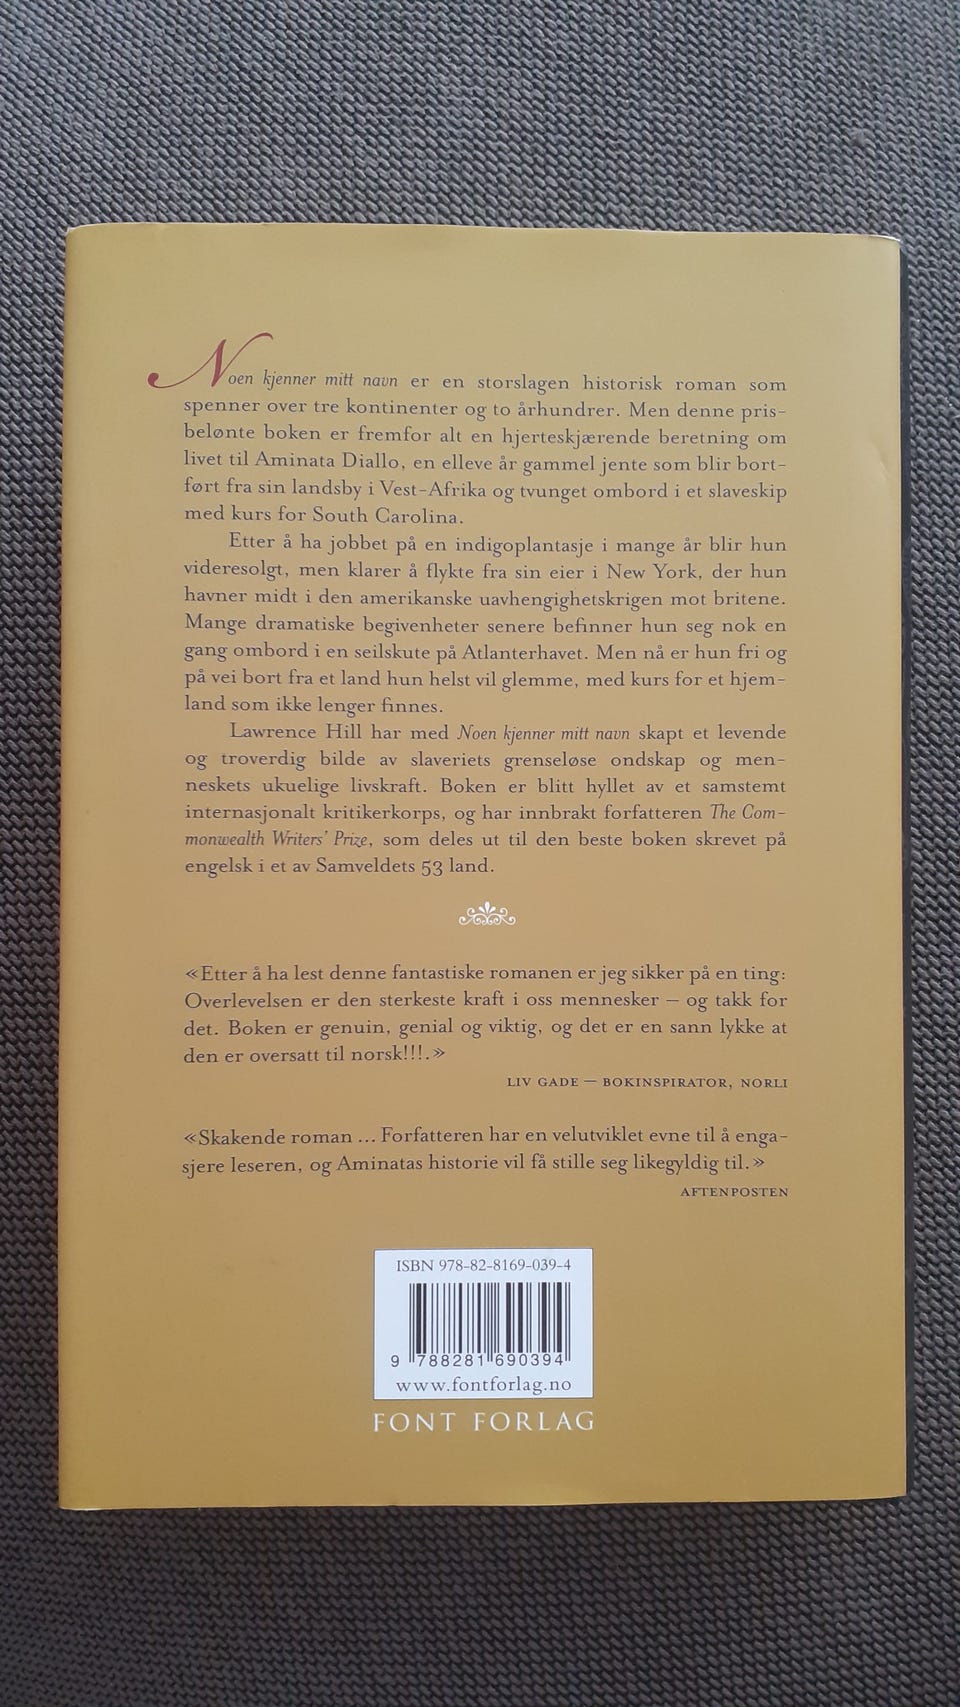 Noen kjenner mitt navn er en storslagen historisk roman som
spenner over tre kontinenter og to århundrer. Men denne pris-
belønte boken er fremfor alt en hjerteskjærende beretning om
livet til Aminata Diallo, en elleve år gammel jente som blir bort-
ført fra sin landsby i Vest-Afrika og tvunget ombord i et slaveskip
med kurs for South Carolina.
Etter å ha jobbet på en indigoplantasje i mange år blir hun
videresolgt, men klarer å flykte fra sin eier i New York, der hun
havner midt i den amerikanske uavhengighetskrigen mot britene.
Mange dramatiske begivenheter senere befinner hun seg nok en
gang ombord i en seilskute på Atlanterhavet. Men nå er hun fri og
på vei bort fra et land hun helst vil glemme, med kurs for et hjem-
land som ikke lenger finnes.
Lawrence Hill har med Noen kjenner mitt navn skapt et levende
og troverdig bilde av slaveriets grenseløse ondskap og men-
neskets ukuelige livskraft. Boken er blitt hyllet av et samstemt
internasjonalt kritikerkorps, og har innbrakt forfatteren The Com-
monwealth Writers' Prize, som deles ut til den beste boken skrevet på
engelsk i et av Samveldets 53 land.
«Etter å ha lest denne fantastiske romanen er jeg sikker på en ting:
Overlevelsen er den sterkeste kraft i oss mennesker – og takk for
det. Boken er genuin, genial og viktig, og det er en sann lykke at
den er oversatt til norsk!!!.»
LIV GADE – BOKINSPIRATOR, NORLI
«Skakende roman ... Forfatteren har en velutviklet evne til å enga-
sjere leseren, og Aminatas historie vil få stille seg likegyldig til.»
AFTENPOSTEN
ISBN 978-82-8169-039-4
9 788281 690394
www.fontforlag.no
FONT FORLAG